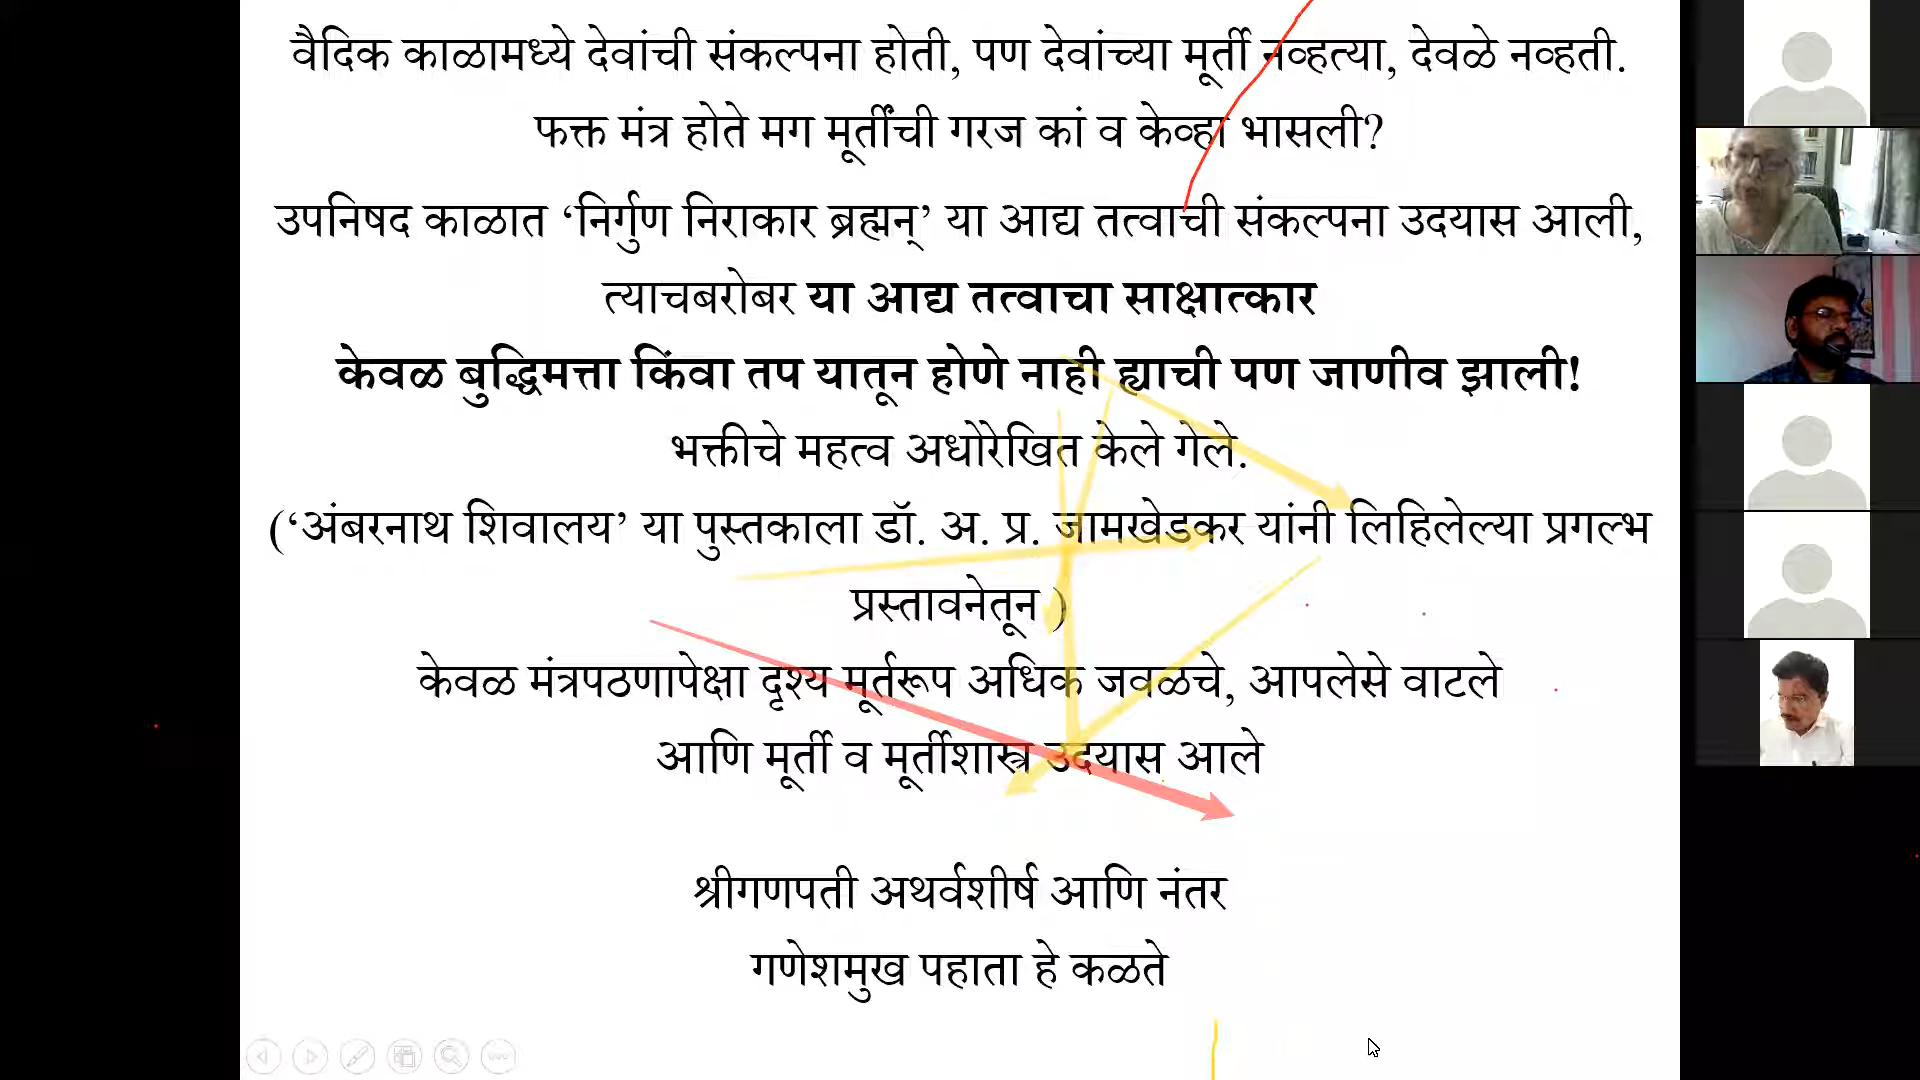 वैदिक काळामध्ये देवांची संकल्पना होती, पण देवांच्या मूर्ती नव्हत्या, देवळे नव्हती.
फक्त मंत्र होते मग मूर्तींची गरज कां व केव्हा भासली?
उपनिषद काळात ‘निर्गुण निराकार ब्रह्मन्’ या आद्य तत्वाची संकल्पना उदयास आली,
त्याचबरोबर या आद्य तत्वाचा साक्षात्कार
केवळ बुद्धिमत्ता किंवा तप यातून होणे नाही ह्याची पण जाणीव झाली!
भक्तीचे महत्व अधोरेखित केले गेले.
(‘अंबरनाथ शिवालय’ या पुस्तकाला डॉ. अ. प्र. जामखेडकर यांनी लिहिलेल्या प्रगल्भ
प्रस्तावनेतून )
केवळ मंत्रपठणापेक्षा दृश्य मूर्तरूप अधिक जवळचे, आपलेसे वाटले
आणि मूर्ती व मूर्तीशास्त्र उदयास आले
श्रीगणपती अथर्वशीर्ष आणि नंतर
गणेशमुख पहाता हे कळते